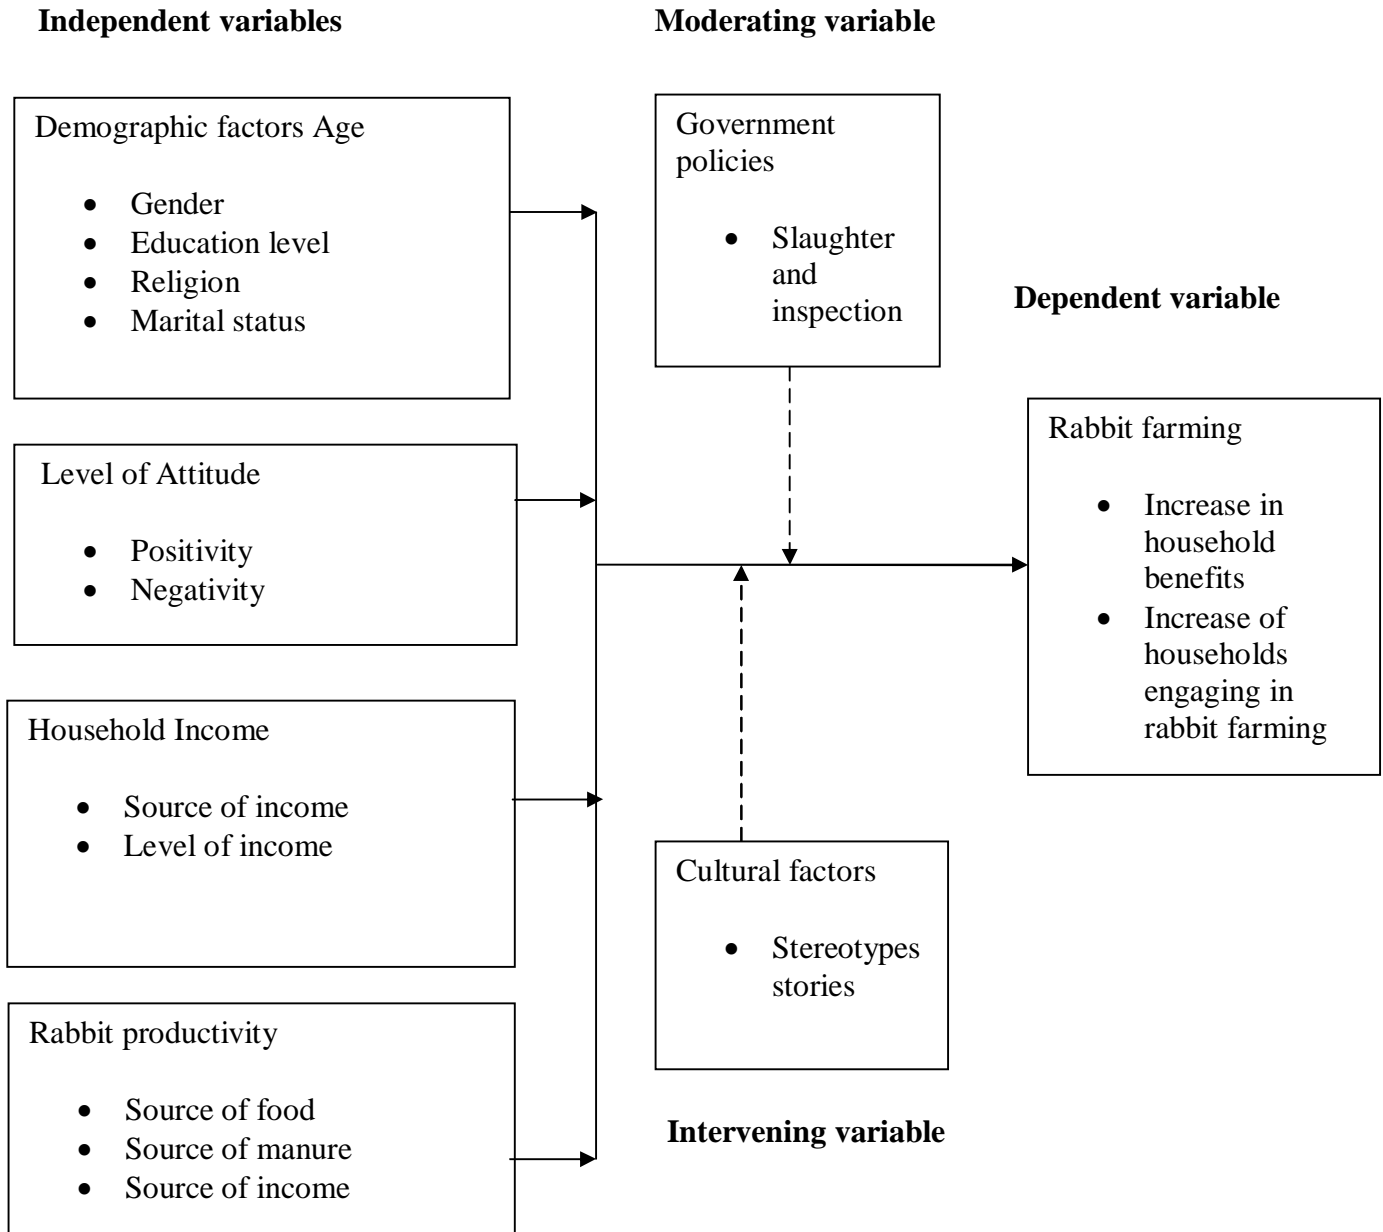 Independent variables
Demographic factors Age
• Gender
• Education level
• Religion
• Marital status
Level of Attitude
• Positivity
• Negativity
Household Income
• Source of income
• Level of income
Rabbit productivity
• Source of food
• Source of manure
• Source of income
Moderating variable
Government
policies
• Slaughter
and
inspection
Cultural factors
• Stereotypes
stories
Intervening variable
Dependent variable
Rabbit farming
• Increase in
household
benefits
• Increase of
households
engaging in
rabbit farming